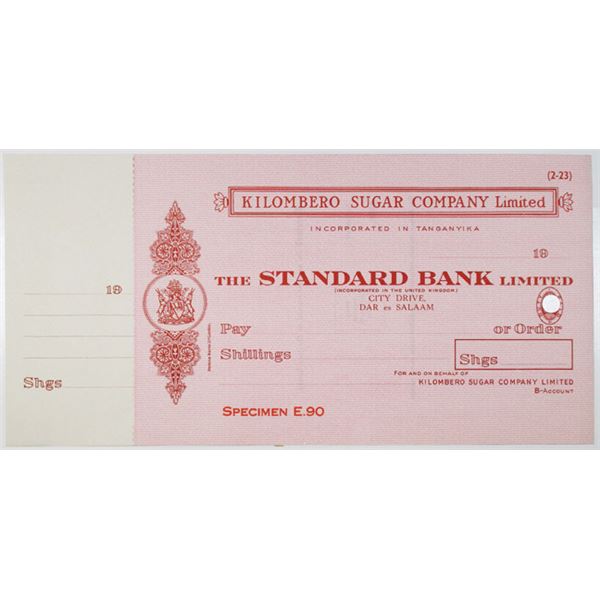 (2-23)
KILOMBERO SUGAR COMPANY Limited
INCORPORATED IN TANGANYIKA
19
19
THE STANDARD BANK LIMITED
(INCORPORATED IN THE UNITED KINGDOM.)
CITY DRIVE,
DAR es SALAAM
Pay or Order
Shillings
Shgs
Shgs
FOR AND ON BEHALF OF
KILOMBERO SUGAR COMPANY LIMITED
B-ACCOUNT
SPECIMEN E.90